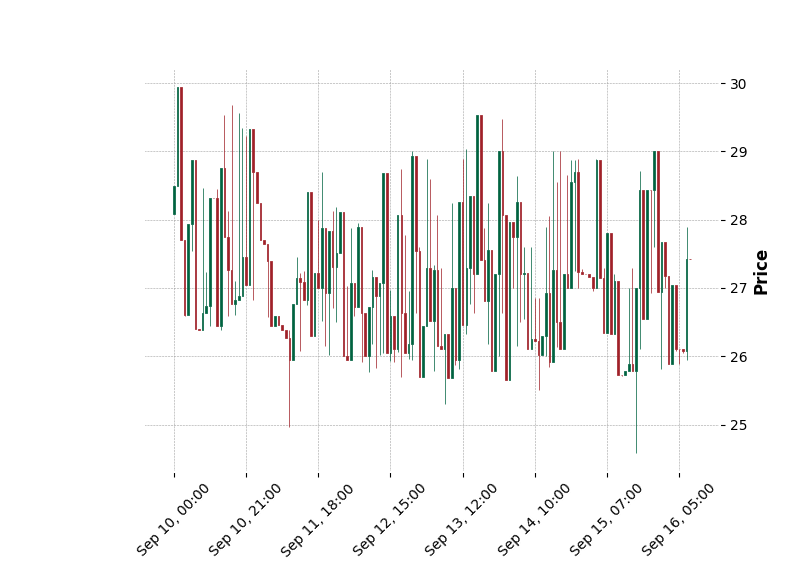 30
29
28
27
26
25
Price
Sep 10, 00:00
Sep 10, 21:00
Sep 11, 18:00
Sep 12, 15:00
Sep 13, 12:00
Sep 14, 10:00
Sep 15, 07:00
Sep 16, 05:00